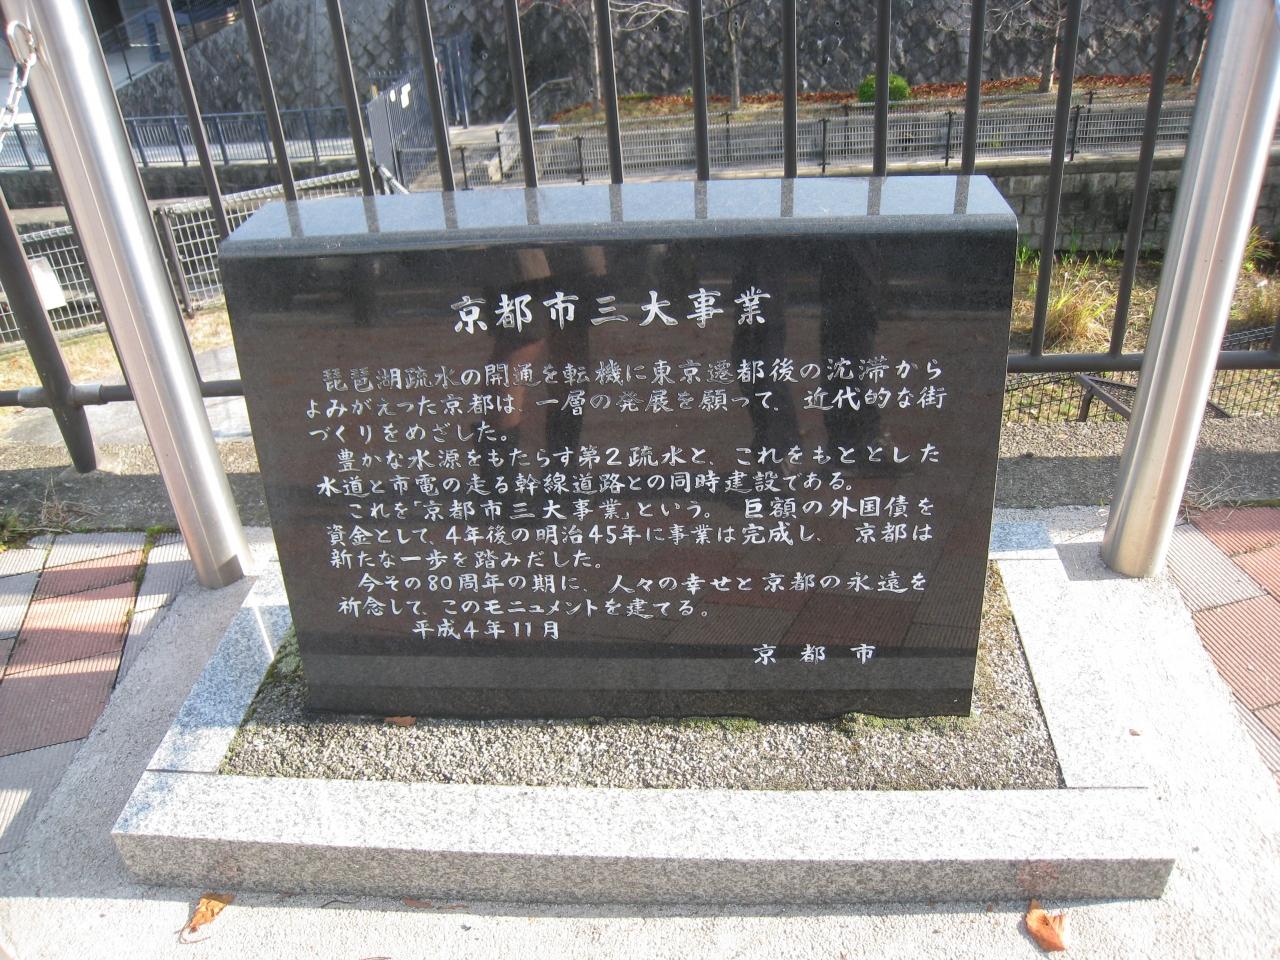 京都市三大事業
琵琶湖疏水の開通を転機に東京遷都後の沈滞から
よみがえった京都は、一層の発展を願って、近代的な街
づくりをめざした。
豊かな水源をもたらす第2疏水と、これをもととした
水道と市電の走る幹線道路との同時建設である。
これを「京都市三大事業」という。巨額の外国債を
資金として、4年後の明治45年に事業は完成し、京都は
新たな一歩を踏みだした。
今その80周年の期に、人々の幸せと京都の永遠を
祈念して、このモニュメントを建てる。
平成4年11月
京都市